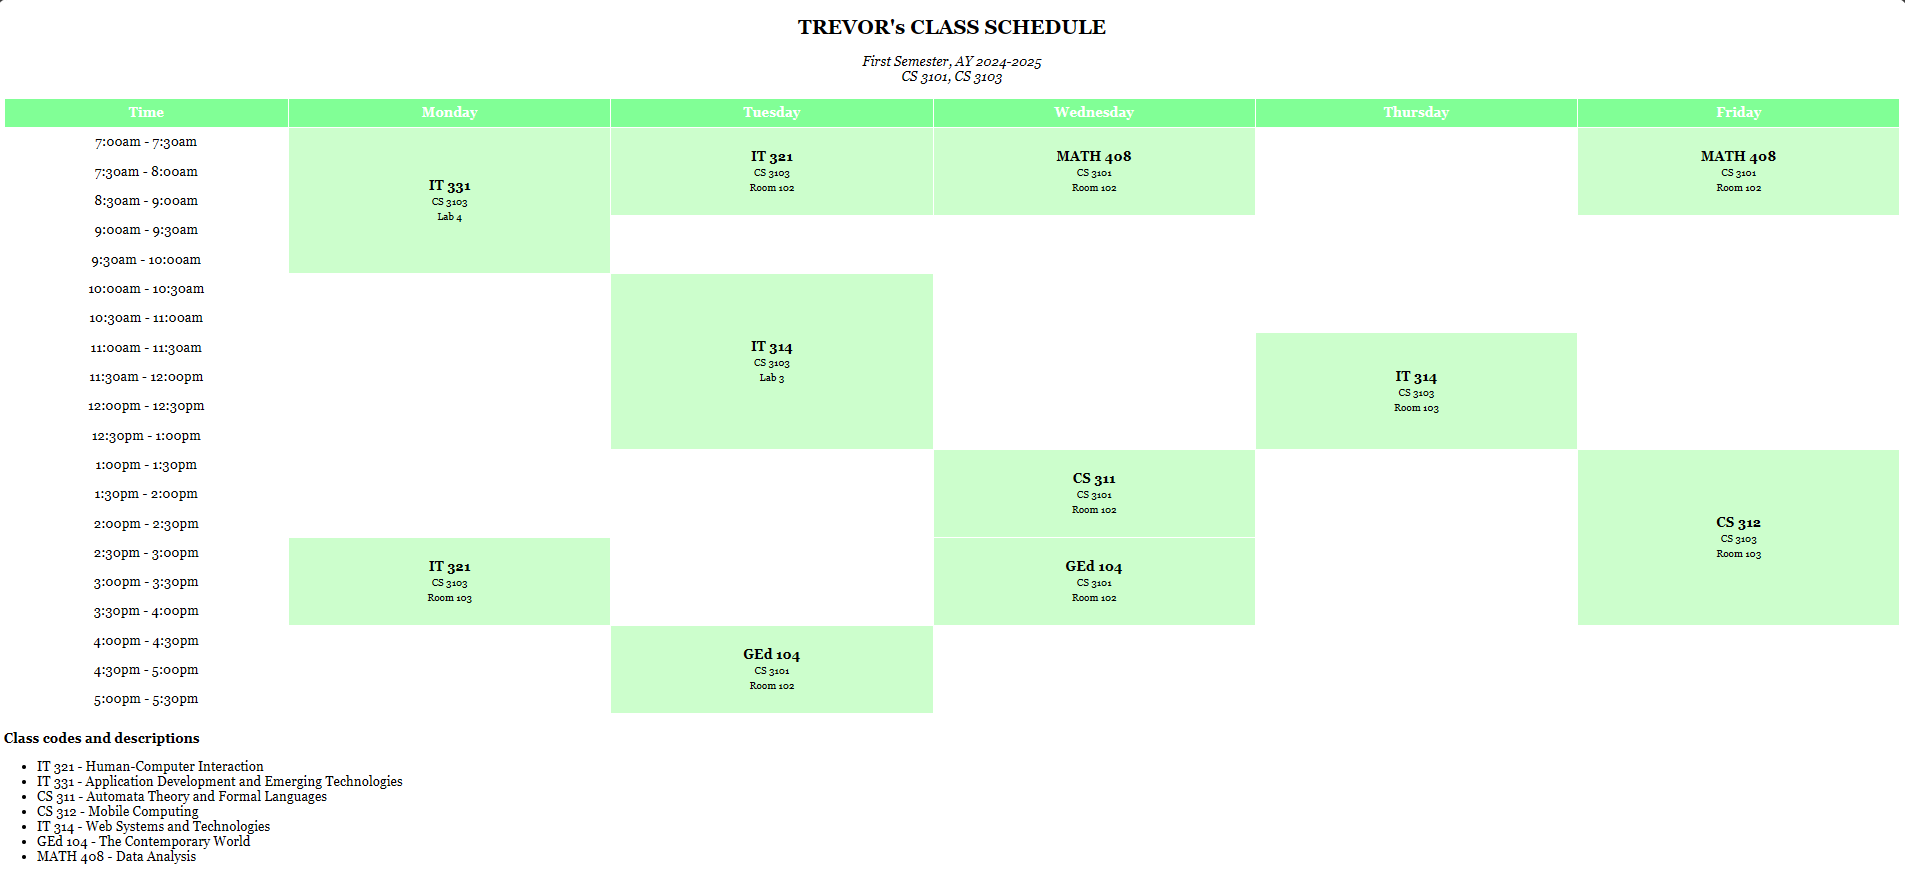 TREVOR's CLASS SCHEDULE
First Semester, AY 2024-2025
CS 3101, CS 3103
Time Monday Tuesday Wednesday Thursday Friday
7:00am - 7:30am
IT 321 MATH 408 MATH 408
7:30am - 8:00am CS 3103 CS 3101 CS 3101
IT 331 Room 102 Room 102 Room 102
8:30am - 9:00am CS 3103
Lab 4
9:00am - 9:30am
9:30am - 10:00am
10:00am - 10:30am
10:30am - 11:00am
11:00am - 11:30am IT 314
CS 3103
11:30am - 12:00pm Lab 3 IT 314
CS 3103
12:00pm - 12:30pm Room 103
12:30pm - 1:00pm
1:00pm - 1:30pm
CS 311
1:30pm - 2:00pm CS 3101
Room 102
2:00pm - 2:30pm CS 312
CS 3103
2:30pm - 3:00pm Room 103
IT 321 GEd 104
3:00pm - 3:30pm CS 3103 CS 3101
Room 103 Room 102
3:30pm - 4:00pm
4:00pm - 4:30pm
GEd 104
4:30pm - 5:00pm CS 3101
Room 102
5:00pm - 5:30pm
Class codes and descriptions
• IT 321 - Human-Computer Interaction
• IT 331 - Application Development and Emerging Technologies
• CS 311 - Automata Theory and Formal Languages
• CS 312 - Mobile Computing
• IT 314 - Web Systems and Technologies
• GEd 104 - The Contemporary World
• MATH 408 - Data Analysis